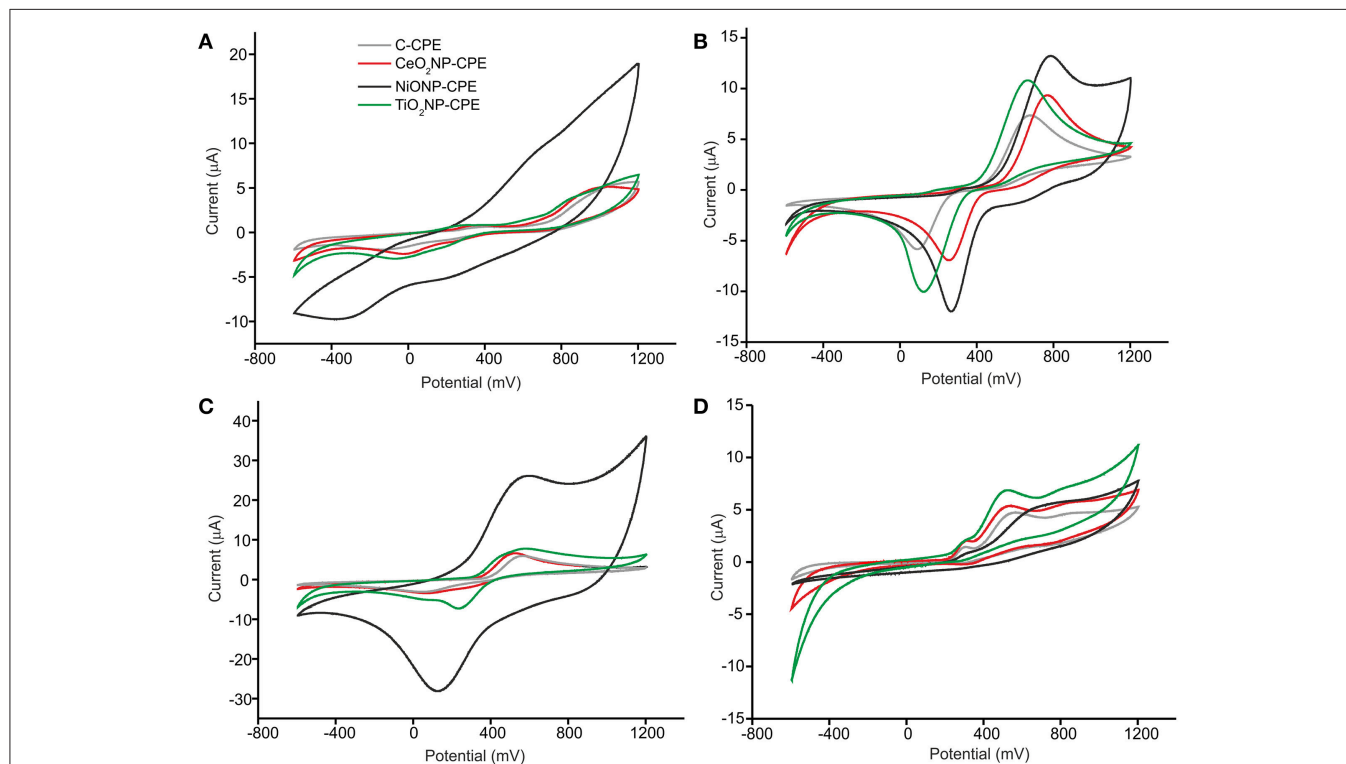 A
C-CPE
CeO₂NP-CPE
NiONP-CPE
TiO₂NP-CPE
20
15
10
5
0
-5
-10
Current (µA)
-800 -400 0 400 800 1200
Potential (mV)
B
15
10
5
0
-5
-10
-15
Current (µA)
-800 -400 0 400 800 1200
Potential (mV)
C
40
30
20
10
0
-10
-20
-30
Current (µA)
-800 -400 0 400 800 1200
Potential (mV)
D
15
10
5
0
-5
-10
-15
Current (µA)
-800 -400 0 400 800 1200
Potential (mV)